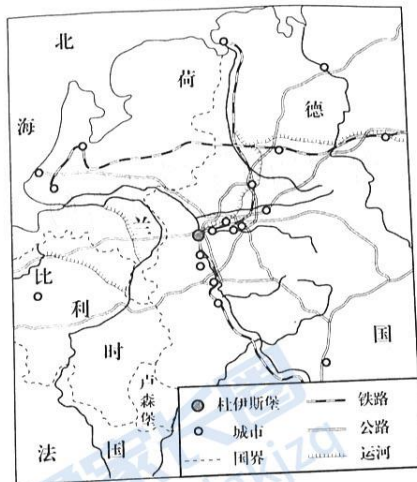 北
海
荷
兰
德
国
比
利
时
卢
森
堡
法
国
杜伊斯堡
城市
国界
铁路
公路
运河